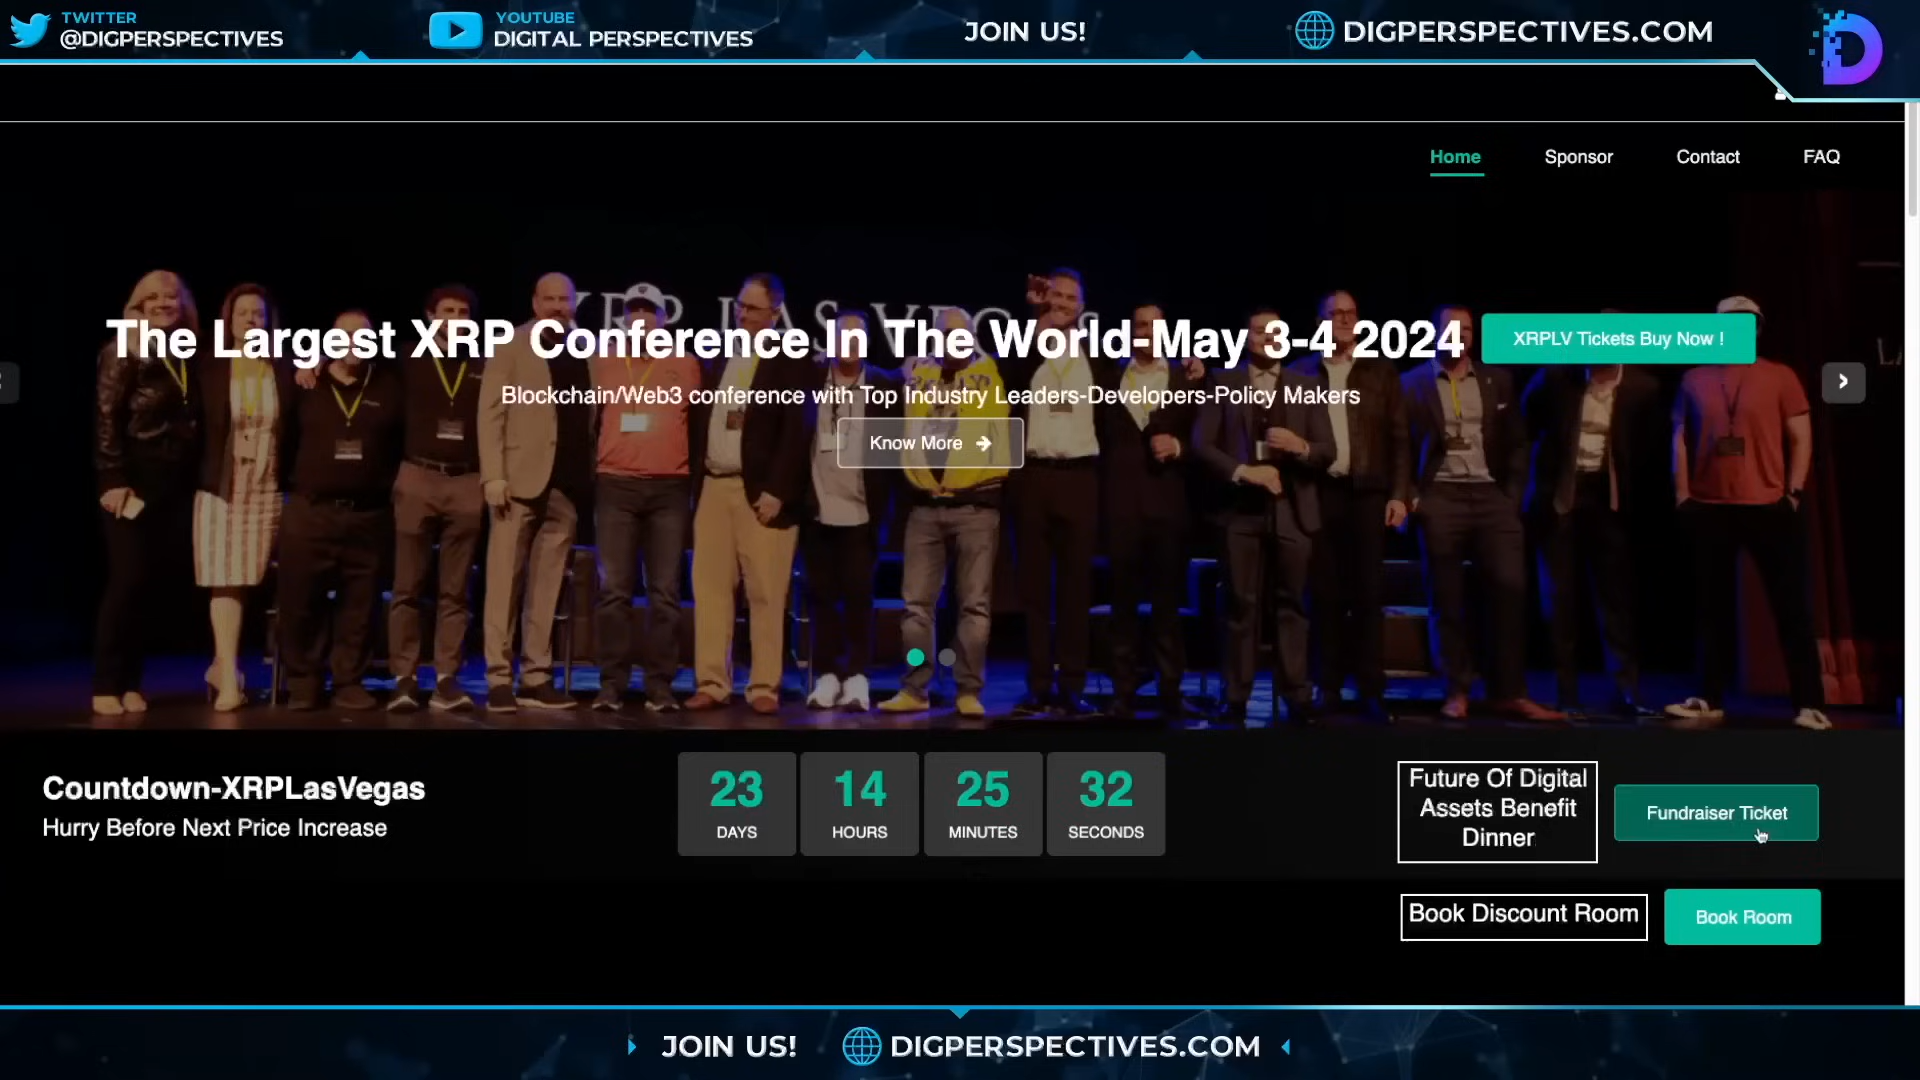 TWITTER
@DIGPERSPECTIVES
YOUTUBE
DIGITAL PERSPECTIVES
JOIN US!
DIGPERSPECTIVES.COM
Home
Sponsor
Contact
FAQ
XRP LAS VEGAS
The Largest XRP Conference In The World-May 3-4 2024
XRPLV Tickets Buy Now !
Blockchain/Web3 conference with Top Industry Leaders-Developers-Policy Makers
Know More
Countdown-XRPLasVegas
Hurry Before Next Price Increase
23
DAYS
14
HOURS
25
MINUTES
32
SECONDS
Future Of Digital
Assets Benefit
Dinner
Fundraiser Ticket
Book Discount Room
Book Room
JOIN US!
DIGPERSPECTIVES.COM